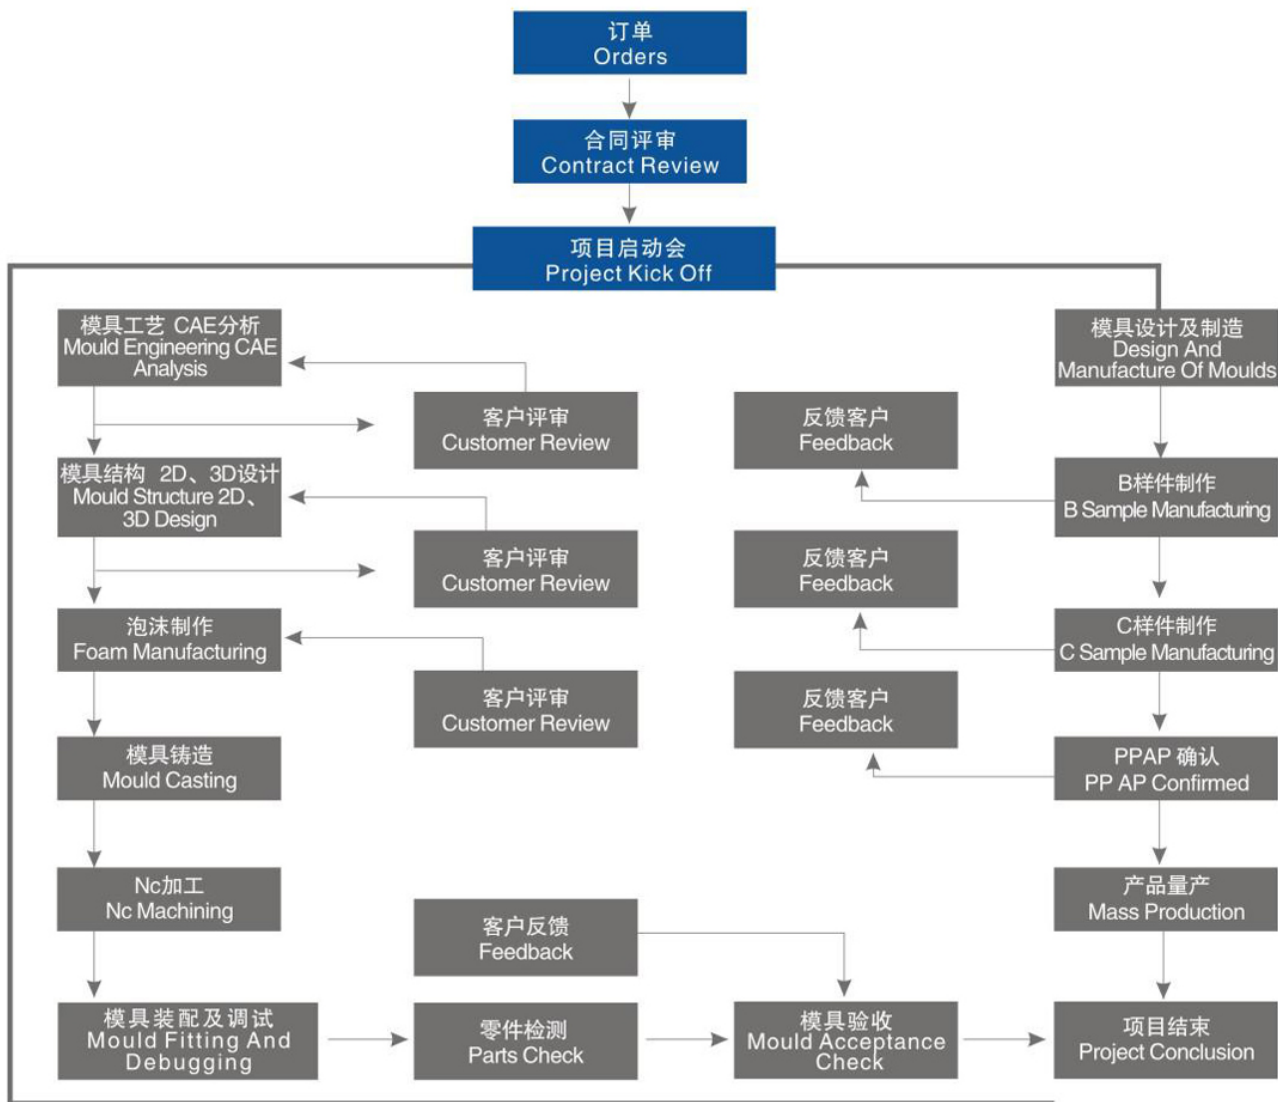 订单
Orders
合同评审
Contract Review
项目启动会
Project Kick Off
模具工艺 CAE分析
Mould Engineering CAE
Analysis
模具设计及制造
Design And
Manufacture Of Moulds
客户评审
Customer Review
反馈客户
Feedback
模具结构 2D、3D设计
Mould Structure 2D、
3D Design
B样件制作
B Sample Manufacturing
客户评审
Customer Review
反馈客户
Feedback
泡沫制作
Foam Manufacturing
C样件制作
C Sample Manufacturing
客户评审
Customer Review
反馈客户
Feedback
模具铸造
Mould Casting
PPAP 确认
PP AP Confirmed
Nc加工
Nc Machining
产品量产
Mass Production
客户反馈
Feedback
模具装配及调试
Mould Fitting And
Debugging
零件检测
Parts Check
模具验收
Mould Acceptance
Check
项目结束
Project Conclusion